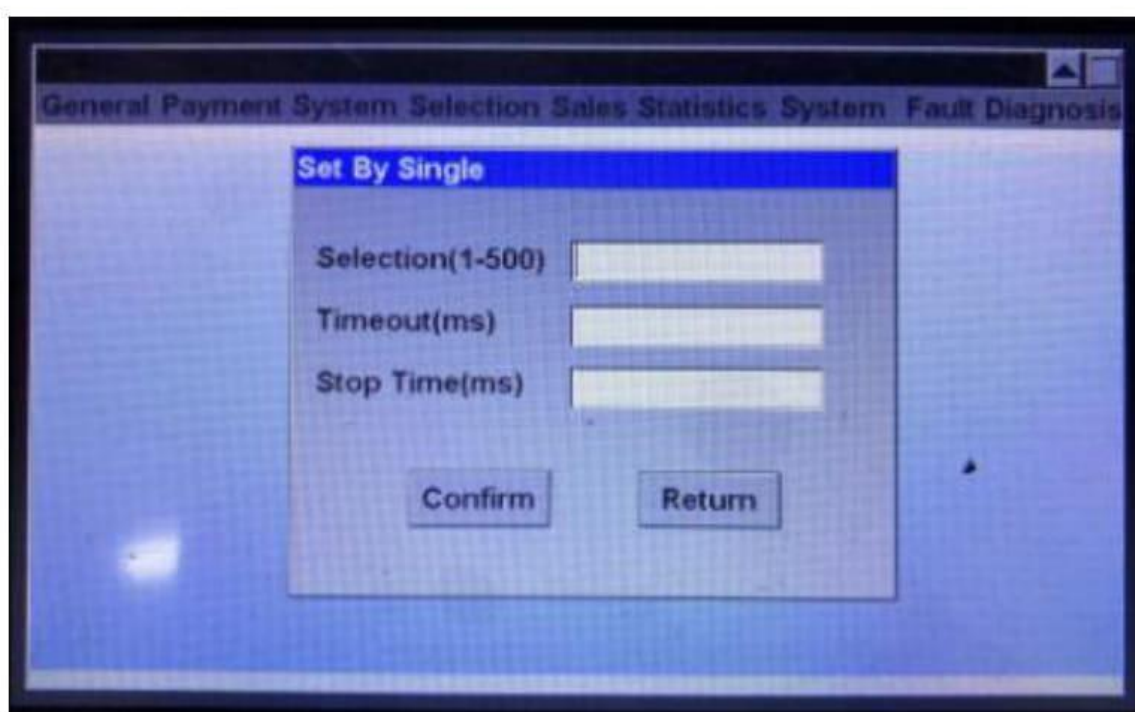 General Payment System Selection Sales Statistics System Fault Diagnosis
Set By Single
Selection(1-500)
Timeout(ms)
Stop Time(ms)
Confirm Return